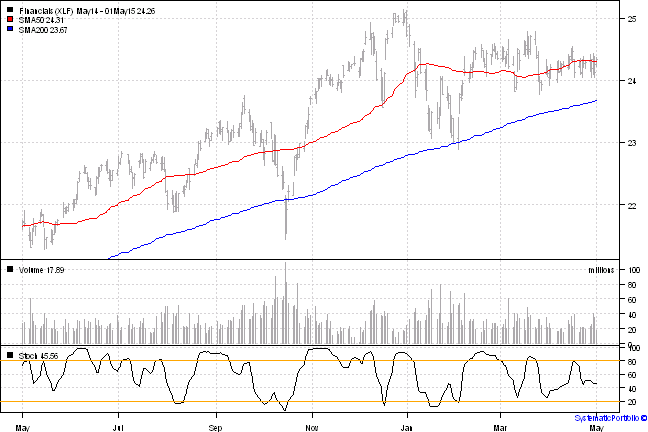 Financials (XLF) May14 - 01May15 24.26
SMA50 24.31
SMA200 23.67
25
24
23
22
Volume 17.89
millions
100
80
60
40
20
0
Stoch 45.56
100
80
60
40
20
May
Jul
Sep
Nov
Jan
Mar
May
SystematicPortfolio ©